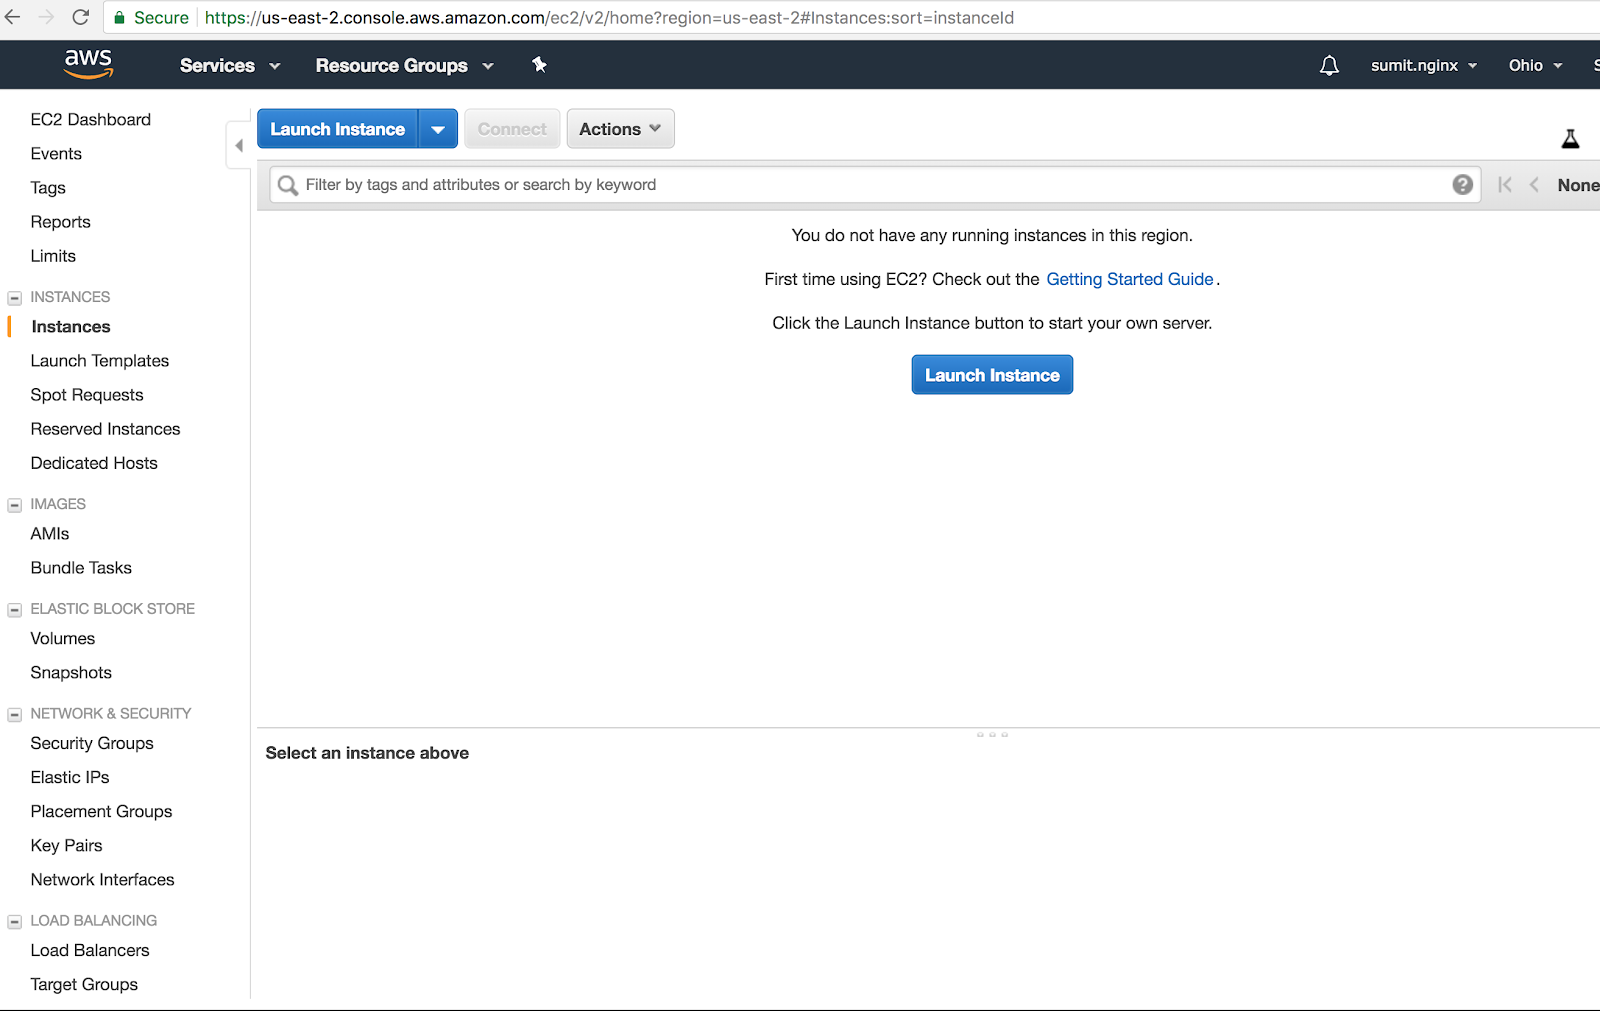 Secure https://us-east-2.console.aws.amazon.com/ec2/v2/home?region=us-east-2#Instances:sort=instanceId
aws Services Resource Groups sumit.nginx Ohio S
EC2 Dashboard
Events
Tags
Reports
Limits
INSTANCES
Instances
Launch Templates
Spot Requests
Reserved Instances
Dedicated Hosts
IMAGES
AMIs
Bundle Tasks
ELASTIC BLOCK STORE
Volumes
Snapshots
NETWORK & SECURITY
Security Groups
Elastic IPs
Placement Groups
Key Pairs
Network Interfaces
LOAD BALANCING
Load Balancers
Target Groups
Launch Instance Connect Actions
Filter by tags and attributes or search by keyword ? None
You do not have any running instances in this region.
First time using EC2? Check out the Getting Started Guide.
Click the Launch Instance button to start your own server.
Launch Instance
Select an instance above